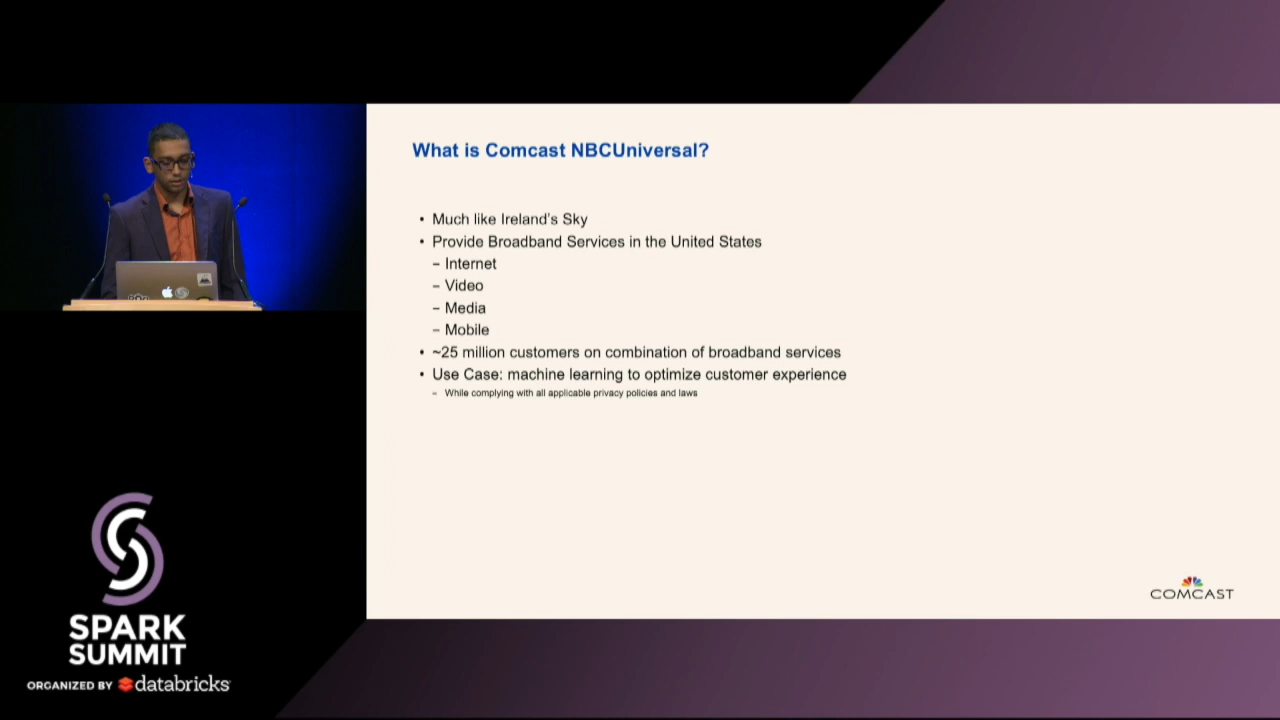 What is Comcast NBCUniversal?
• Much like Ireland's Sky
• Provide Broadband Services in the United States
– Internet
– Video
– Media
– Mobile
• ~25 million customers on combination of broadband services
• Use Case: machine learning to optimize customer experience
– While complying with all applicable privacy policies and laws
COMCAST
SPARK
SUMMIT
ORGANIZED BY databricks